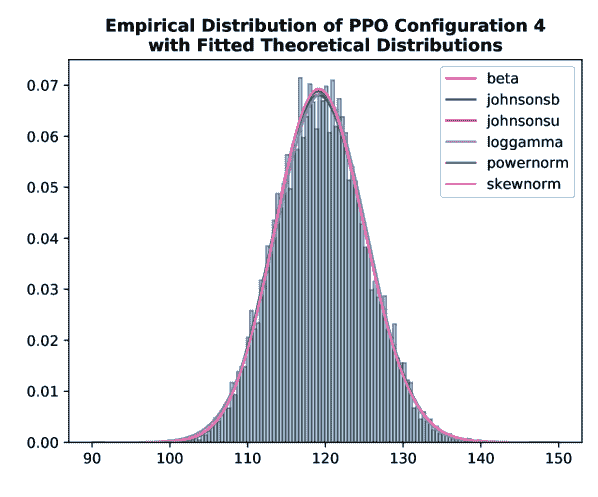 Empirical Distribution of PPO Configuration 4
with Fitted Theoretical Distributions
0.07
0.06
0.05
0.04
0.03
0.02
0.01
0.00
90 100 110 120 130 140 150
beta
johnsonsb
johnsonsu
loggamma
powernorm
skewnorm